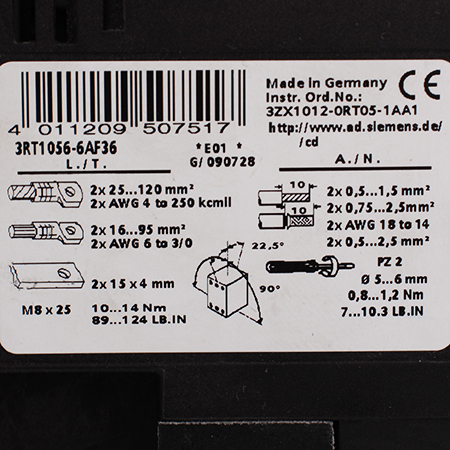 4 011209 507517
Made in Germany
Instr. Ord.No.:
3ZX1012-0RT05-1AA1
http://www.ad.siemens.de/
/cd
CE
3RT1056-6AF36
*E01 *
G/ 090728
L./T.
A./N.
2x 25...120 mm²
2x AWG 4 to 250 kcmll
2x 16...95 mm²
2x AWG 6 to 3/0
2x 15 x 4 mm
M8 x 25
10...14 Nm
89...124 LB.IN
22,5°
90°
10
2x 0,5...1,5 mm²
2x 0,75...2,5mm²
10
2x AWG 18 to 14
2x 0,5...2,5 mm²
PZ 2
Ø 5...6 mm
0,8...1,2 Nm
7...10.3 LB.IN